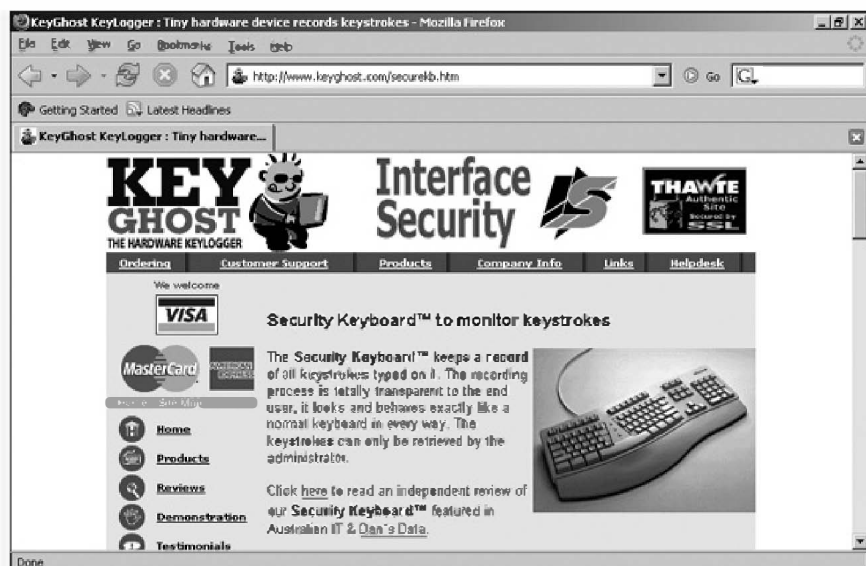 KeyGhost KeyLogger : Tiny hardware device records keystrokes - Mozilla Firefox
File Edit View Go Bookmarks Tools Help
http://www.keyghost.com/securekb.htm Go G
Getting Started Latest Headlines
KeyGhost KeyLogger : Tiny hardware...
KEY
GHOST
THE HARDWARE KEYLOGGER
Interface
Security
IS
THAWTE
Authentic
Site
Secured by
SSL
Ordering Customer Support Products Company Info Links Helpdesk
We welcome
VISA
MasterCard
AMERICAN
EXPRESS
Home Site Map
Home
Products
Reviews
Demonstration
Testimonials
Security Keyboard™ to monitor keystrokes
The Security Keyboard™ keeps a record
of all keystrokes typed on it. The recording
process is totally transparent to the end
user, it looks and behaves exactly like a
normal keyboard in every way. The
keystrokes can only be retrieved by the
administrator.
Click here to read an independent review of
our Security Keyboard™ featured in
Australian IT & Dan's Data.
Done